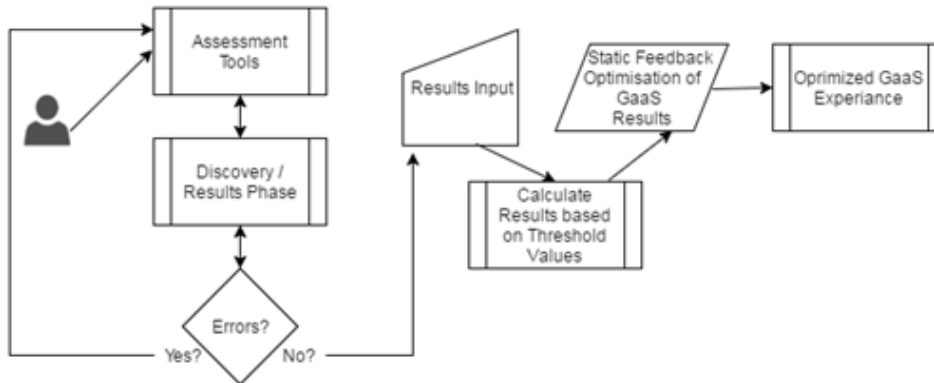 Assessment
Tools
Discovery /
Results Phase
Errors?
Yes?
No?
Results Input
Calculate
Results based
on Threshold
Values
Static Feedback
Optimisation of
GaaS
Results
Oprimized GaaS
Experiance